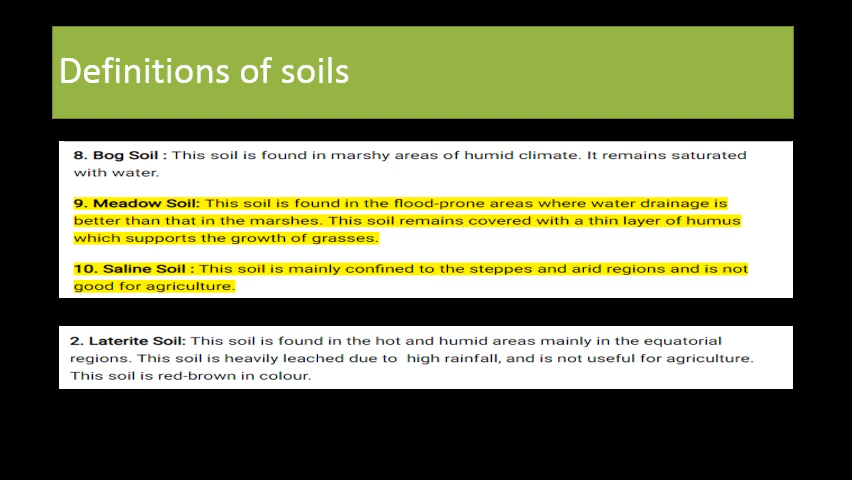 Definitions of soils
8. Bog Soil : This soil is found in marshy areas of humid climate. It remains saturated
with water.
9. Meadow Soil: This soil is found in the flood-prone areas where water drainage is
better than that in the marshes. This soil remains covered with a thin layer of humus
which supports the growth of grasses.
10. Saline Soil : This soil is mainly confined to the steppes and arid regions and is not
good for agriculture.
2. Laterite Soil: This soil is found in the hot and humid areas mainly in the equatorial
regions. This soil is heavily leached due to  high rainfall, and is not useful for agriculture.
This soil is red-brown in colour.